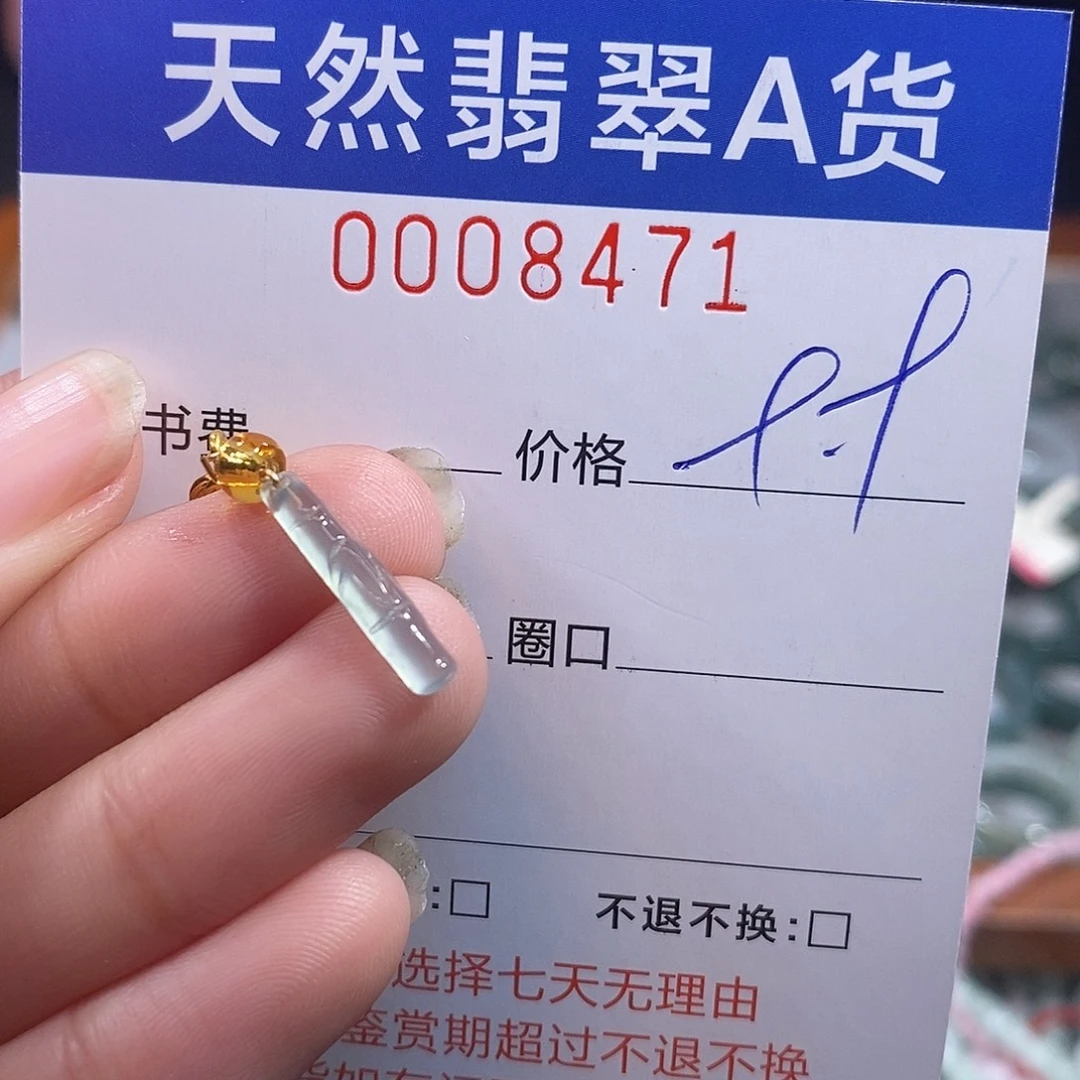 天然翡翠A货
0008471
书费 价格
圈口
:□ 不退不换:□
选择七天无理由
鉴赏期超过不退不换